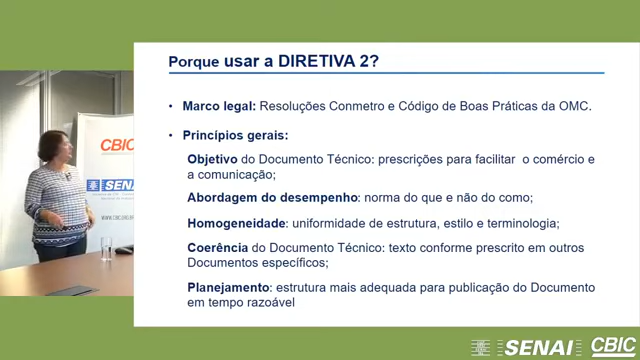 Porque usar a DIRETIVA 2?
• Marco legal: Resoluções Conmetro e Código de Boas Práticas da OMC.
• Princípios gerais:
Objetivo do Documento Técnico: prescrições para facilitar o comércio e
a comunicação;
Abordagem do desempenho: norma do que e não do como;
Homogeneidade: uniformidade de estrutura, estilo e terminologia;
Coerência do Documento Técnico: texto conforme prescrito em outros
Documentos específicos;
Planejamento: estrutura mais adequada para publicação do Documento
em tempo razoável
CBIC
SENAI
SENAI
CBIC